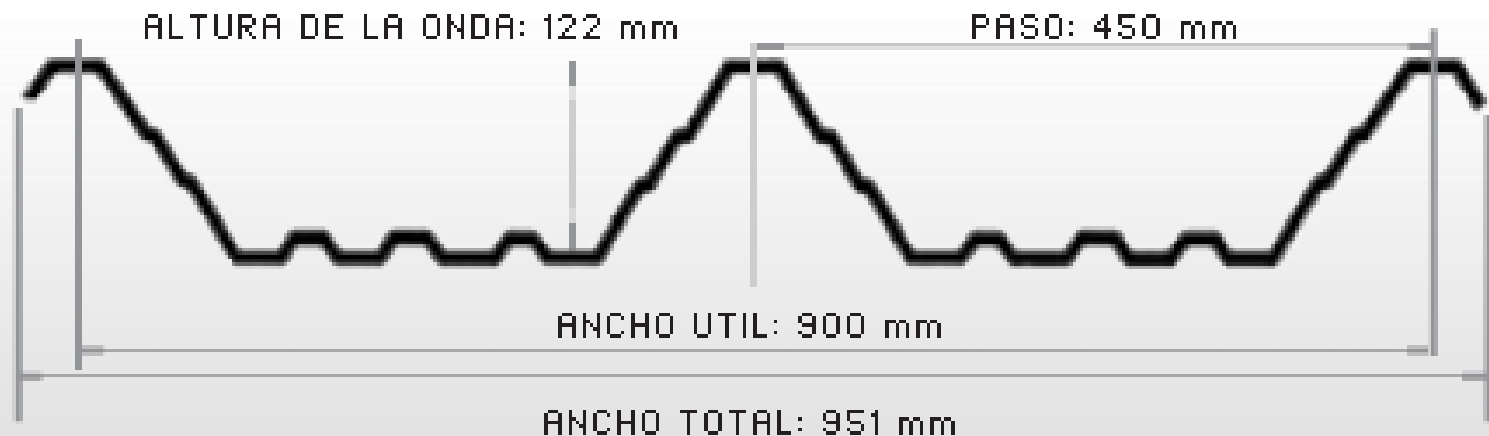 ALTURA DE LA ONDA: 122 mm
PASO: 450 mm
ANCHO UTIL: 900 mm
ANCHO TOTAL: 951 mm